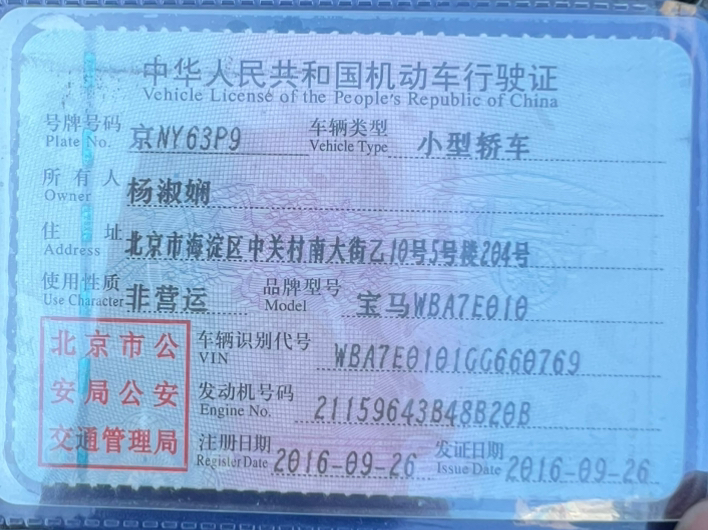 中华人民共和国机动车行驶证
Vehicle License of the People's Republic of China
号牌号码 京NY63P9 车辆类型 小型轿车
Plate No. Vehicle Type
所有人 杨淑娴
Owner
住址 北京市海淀区中关村南大街乙10号5号楼204号
Address
使用性质 非营运 品牌型号 宝马WBA7E010
Use Character Model
车辆识别代号 WBA7E0101GG660769
VIN
发动机号码 21159643B48B20B
Engine No.
注册日期 2016-09-26 发证日期 2016-09-26
Register Date Issue Date
北京市公
安局公安
交通管理局